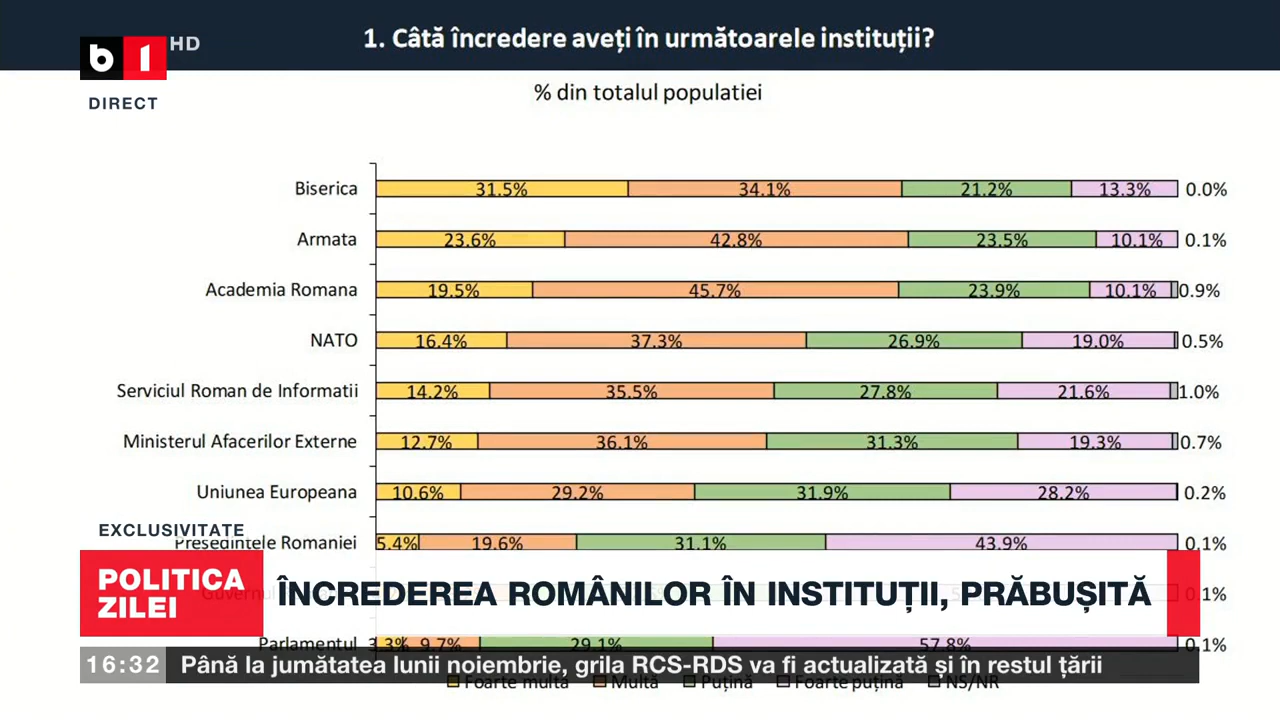 1. Câtă încredere aveți în următoarele instituții?
b1 HD
DIRECT
% din totalul populatiei
Biserica 31.5% 34.1% 21.2% 13.3% 0.0%
Armata 23.6% 42.8% 23.5% 10.1% 0.1%
Academia Romana 19.5% 45.7% 23.9% 10.1% 0.9%
NATO 16.4% 37.3% 26.9% 19.0% 0.5%
Serviciul Roman de Informatii 14.2% 35.5% 27.8% 21.6% 1.0%
Ministerul Afacerilor Externe 12.7% 36.1% 31.3% 19.3% 0.7%
Uniunea Europeana 10.6% 29.2% 31.9% 28.2% 0.2%
EXCLUSIVITATE
Presedintele Romaniei 5.4% 19.6% 31.1% 43.9% 0.1%
POLITICA ZILEI
ÎNCREDEREA ROMÂNILOR ÎN INSTITUȚII, PRĂBUȘITĂ
0.1%
Parlamentul 3.3% 9.7% 29.1% 57.8% 0.1%
16:32 Până la jumătatea lunii noiembrie, grila RCS-RDS va fi actualizată și în restul țării
Foarte multă Multă Puțină Foarte puțină NS/NR